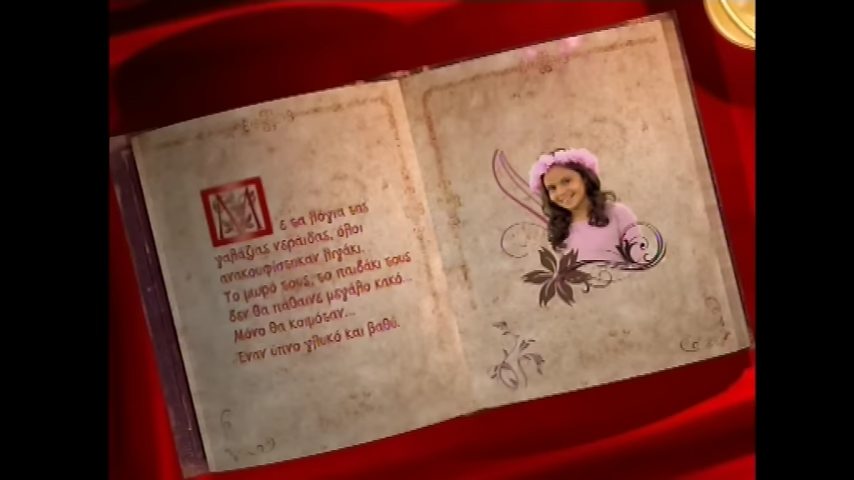 Με τα λόγια της
γαλάζιας νεράιδας, όλοι
ανακουφίστηκαν λιγάκι.
Το μωρό τους, το παιδάκι τους
δεν θα πάθαινε μεγάλο κακό...
Μόνο θα κοιμόταν...
Έναν ύπνο γλυκό και βαθύ.